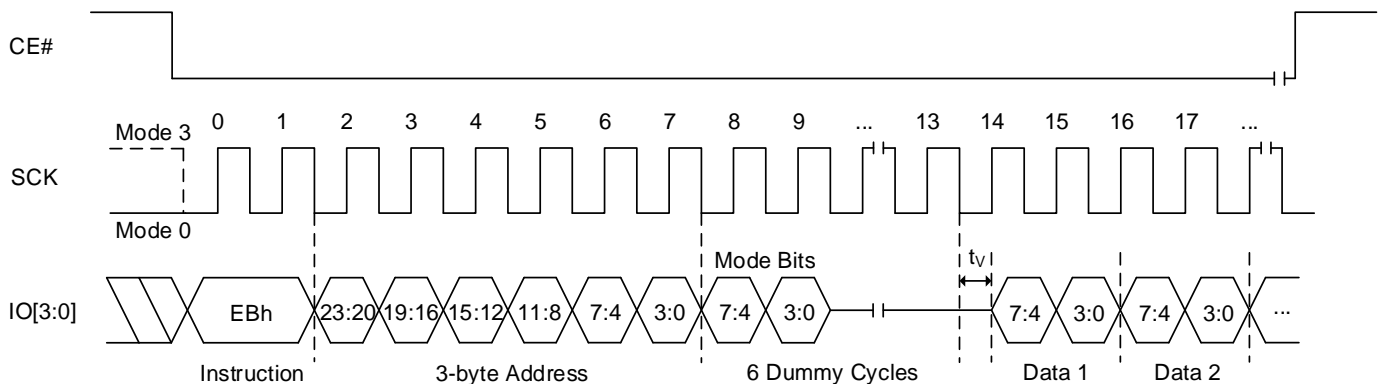 CE#
Mode 3 0 1 2 3 4 5 6 7 8 9 ... 13 14 15 16 17 ...
SCK
Mode 0
Mode Bits tV
IO[3:0] EBh 23:20 19:16 15:12 11:8 7:4 3:0 7:4 3:0 7:4 3:0 7:4 3:0 ...
Instruction 3-byte Address 6 Dummy Cycles Data 1 Data 2